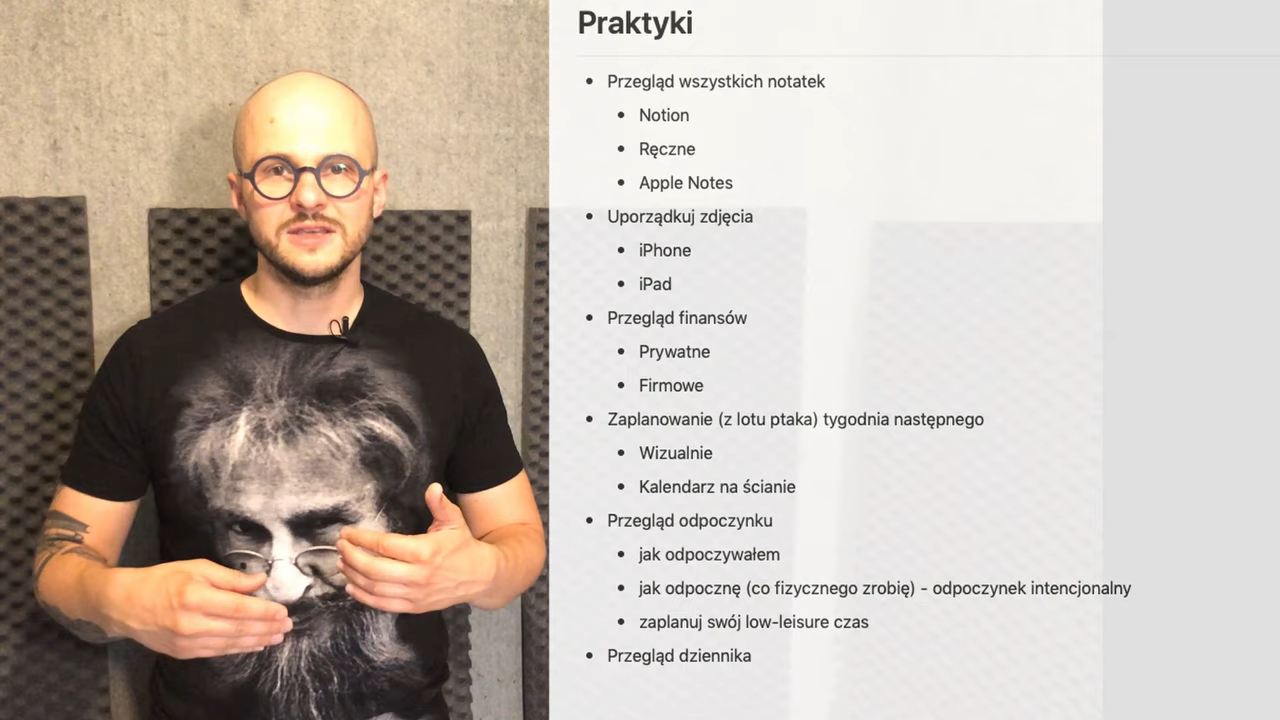 Praktyki
Przegląd wszystkich notatek
Notion
Ręczne
Apple Notes
Uporządkuj zdjęcia
iPhone
iPad
Przegląd finansów
Prywatne
Firmowe
Zaplanowanie (z lotu ptaka) tygodnia następnego
Wizualnie
Kalendarz na ścianie
Przegląd odpoczynku
jak odpoczywałem
jak odpocznę (co fizycznego zrobię) - odpoczynek intencjonalny
zaplanuj swój low-leisure czas
Przegląd dziennika